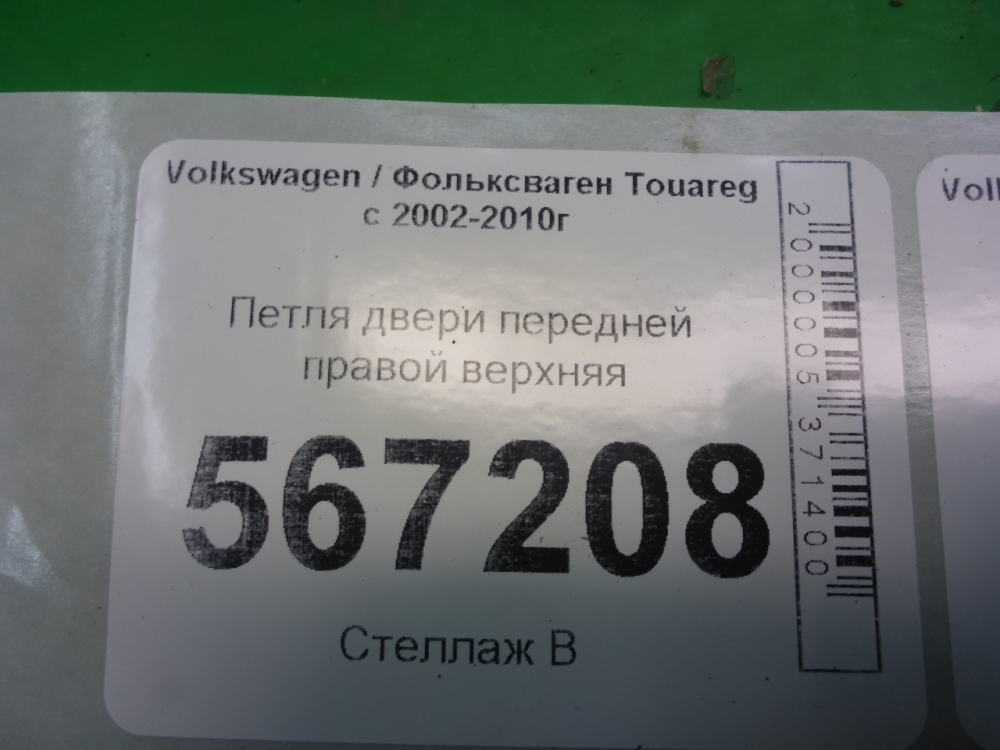 Volkswagen / Фольксваген Touareg
с 2002-2010г
Петля двери передней
правой верхняя
567208
Стеллаж В
2000005371400
Voll